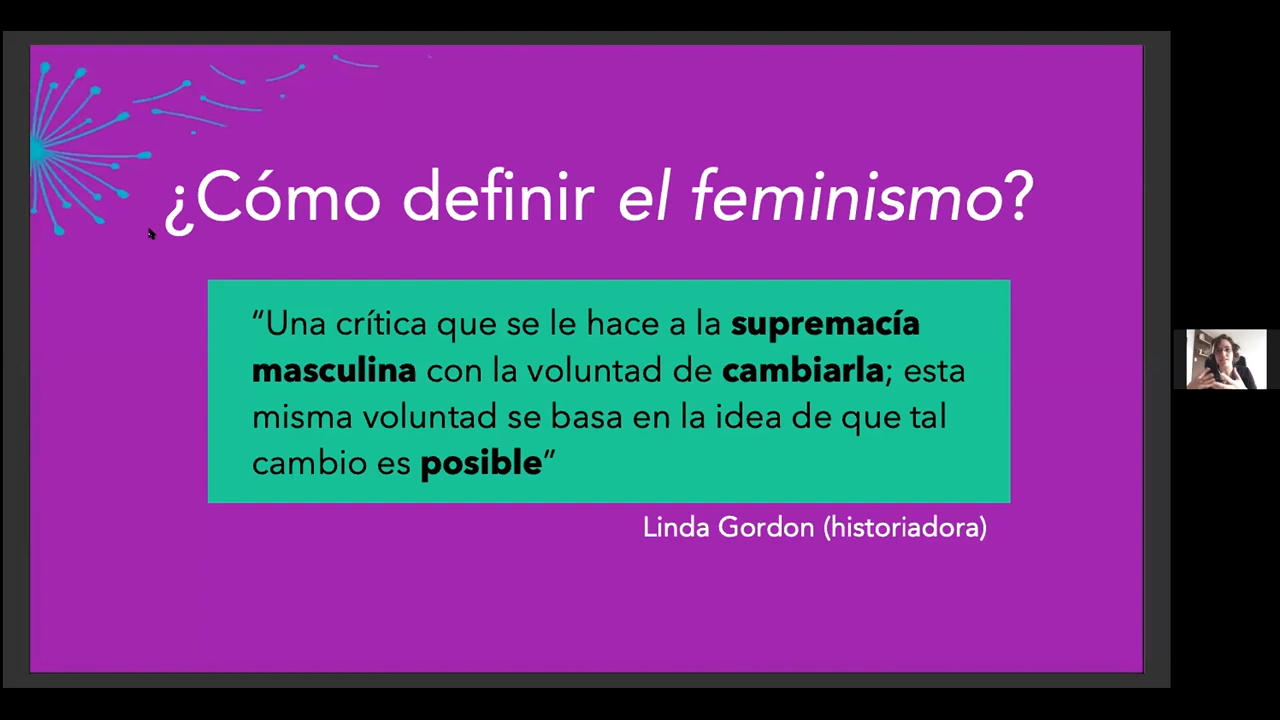 ¿Cómo definir el feminismo?
“Una crítica que se le hace a la supremacía
masculina con la voluntad de cambiarla; esta
misma voluntad se basa en la idea de que tal
cambio es posible”
Linda Gordon (historiadora)